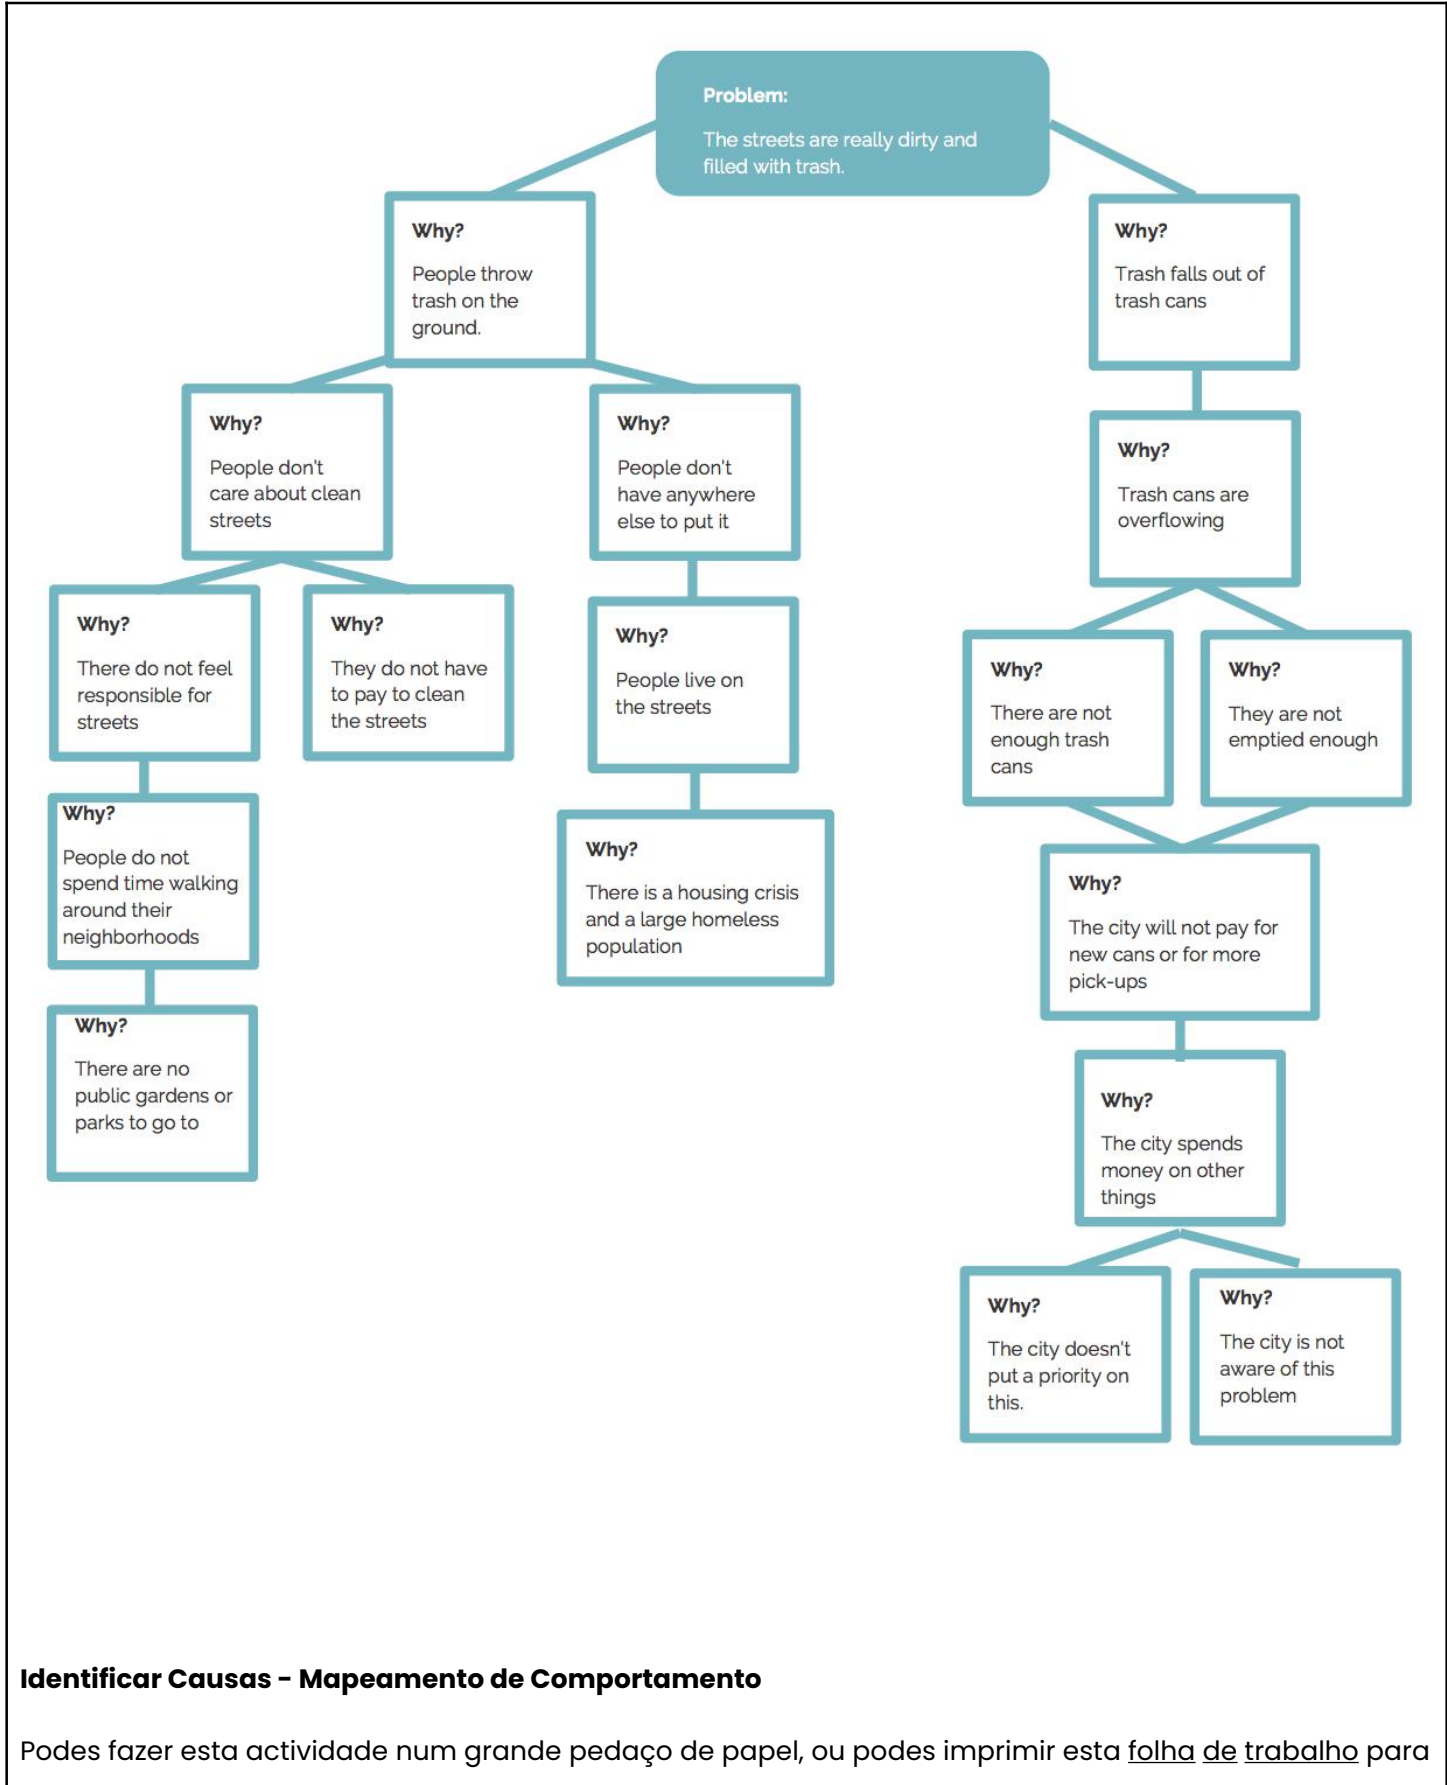 Problem:
The streets are really dirty and
filled with trash.
Why?
People throw
trash on the
ground.
Why?
Trash falls out of
trash cans
Why?
People don't
care about clean
streets
Why?
People don't
have anywhere
else to put it
Why?
Trash cans are
overflowing
Why?
There do not feel
responsible for
streets
Why?
They do not have
to pay to clean
the streets
Why?
People live on
the streets
Why?
There are not
enough trash
cans
Why?
They are not
emptied enough
Why?
People do not
spend time walking
around their
neighborhoods
Why?
There is a housing crisis
and a large homeless
population
Why?
The city will not pay for
new cans or for more
pick-ups
Why?
There are no
public gardens or
parks to go to
Why?
The city spends
money on other
things
Why?
The city doesn't
put a priority on
this.
Why?
The city is not
aware of this
problem
Identificar Causas - Mapeamento de Comportamento
Podes fazer esta actividade num grande pedaço de papel, ou podes imprimir esta folha de trabalho para